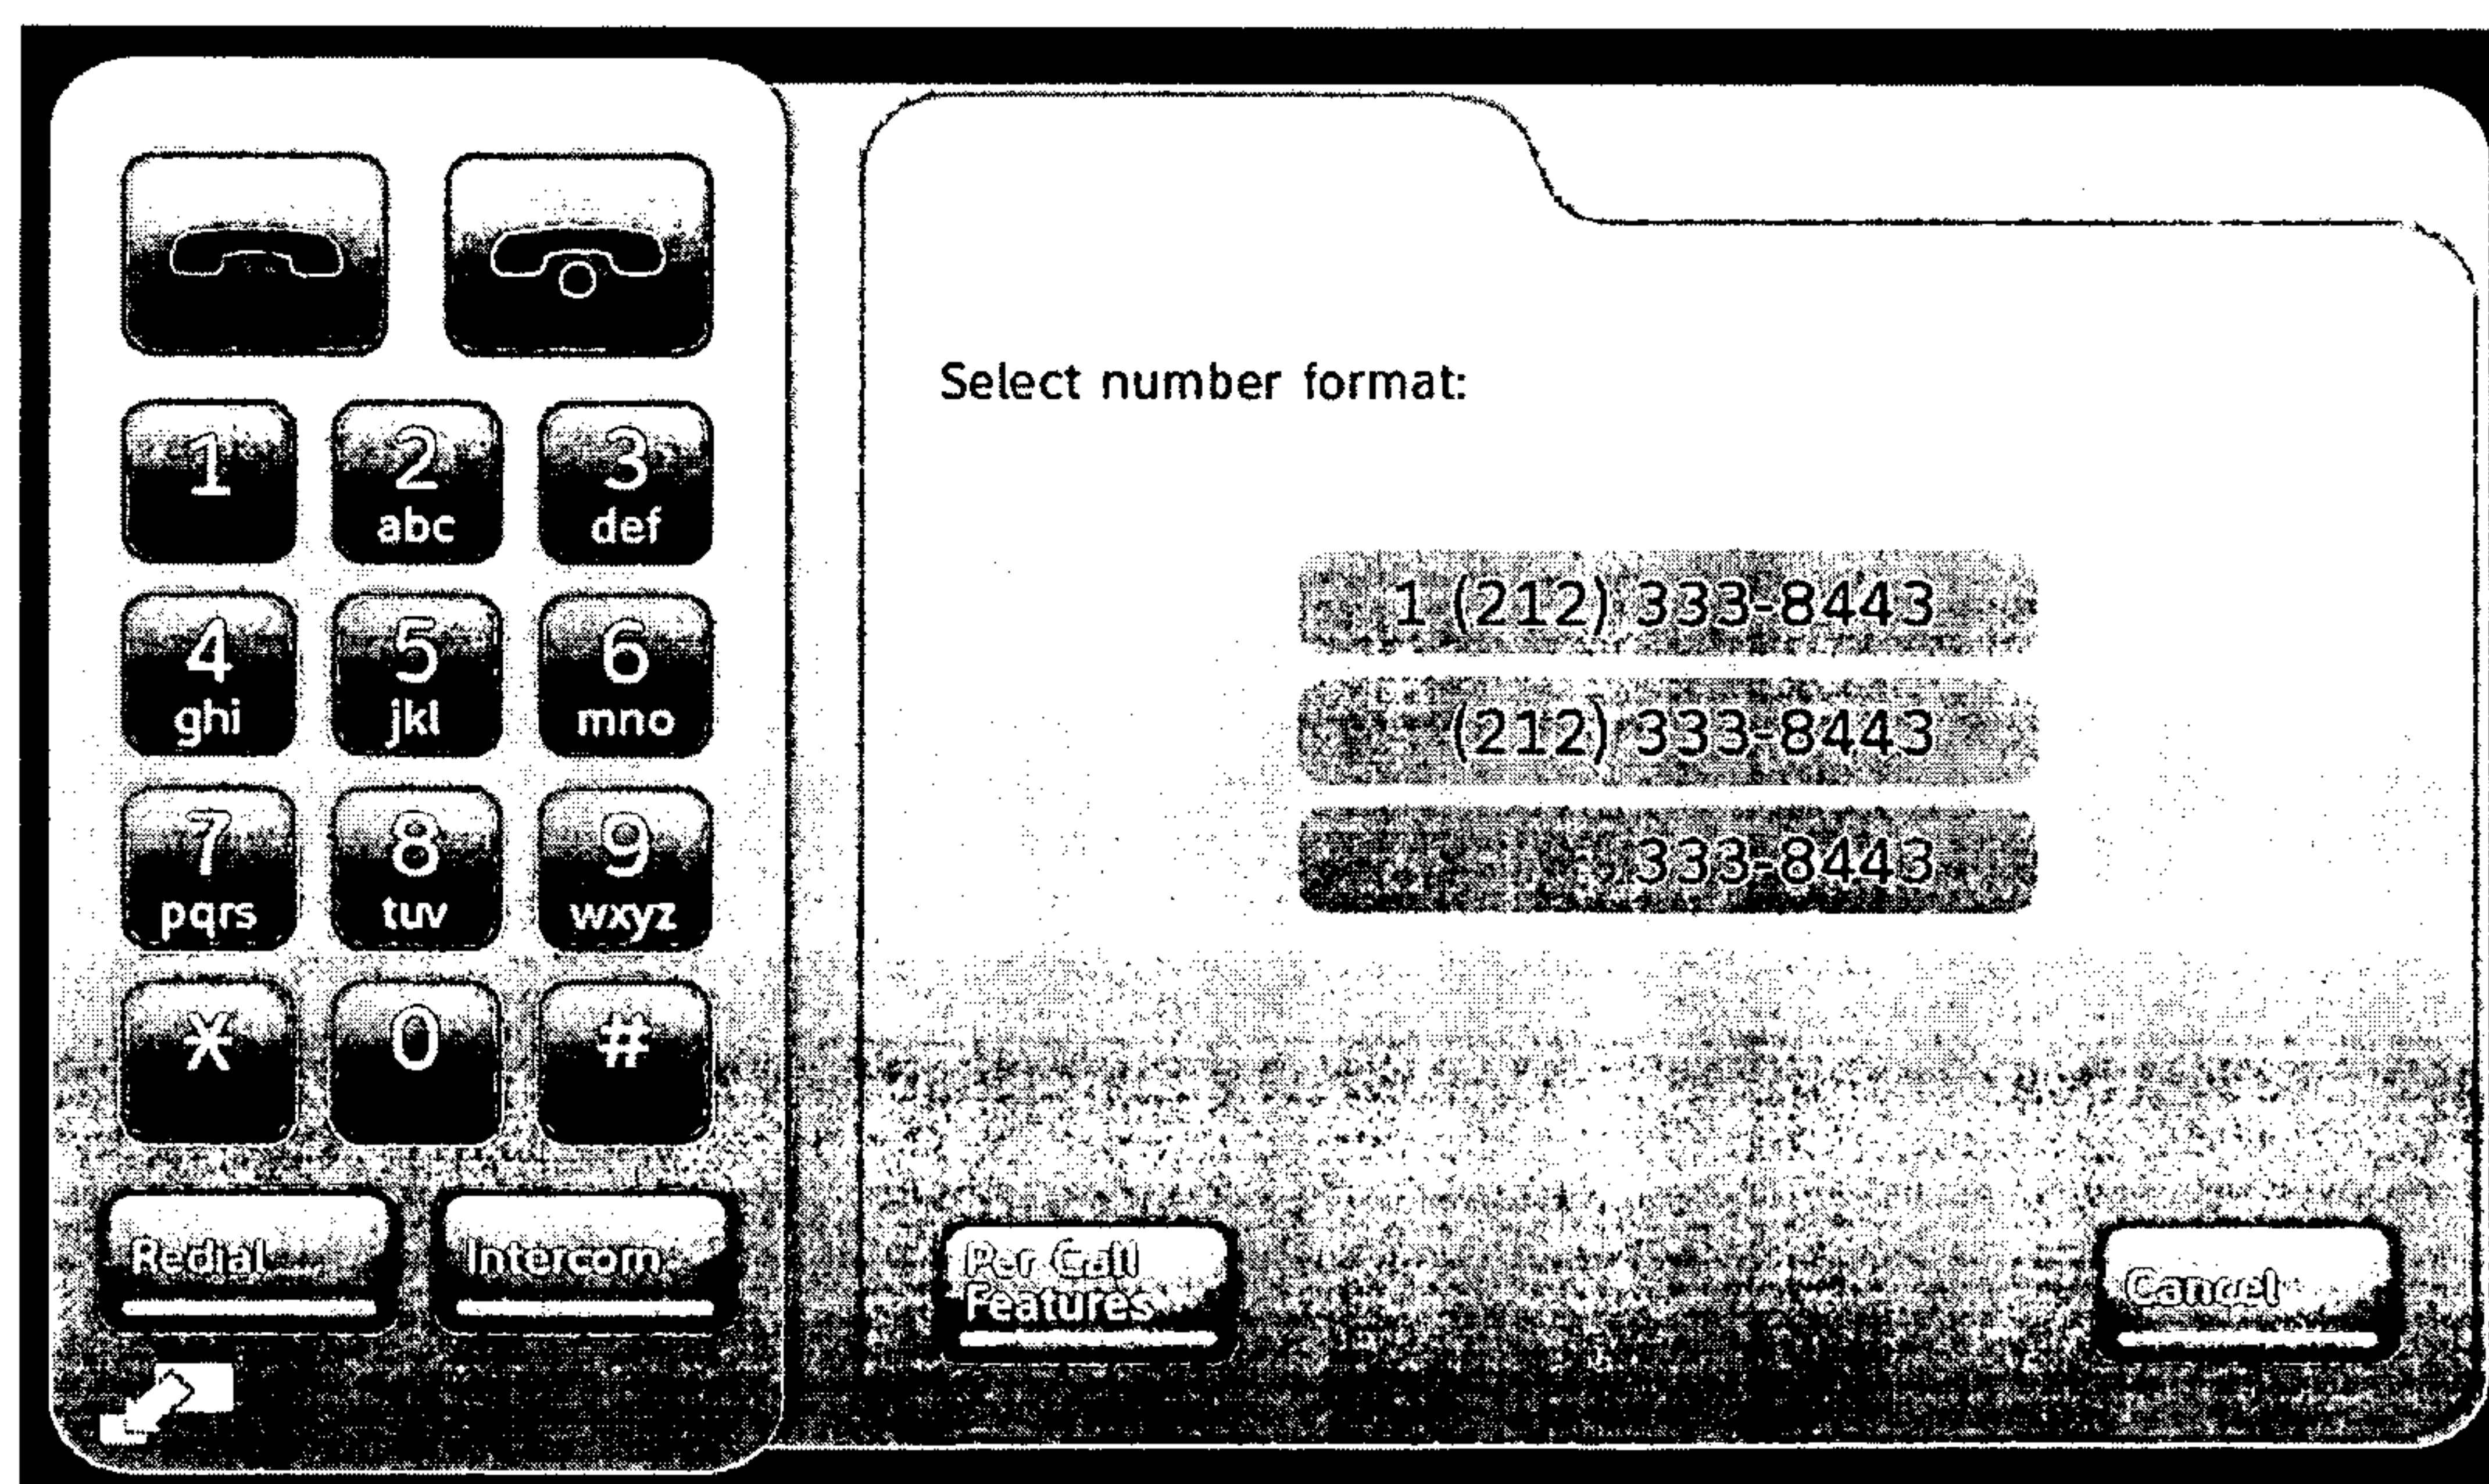 1
2
3
abc
def
4
5
6
ghi
jkl
mno
7
8
9
pqrs
tuv
wxyz
*
0
#
Redial
Intercom
Select number format:
1 (212) 333-8443
(212) 333-8443
333-8443
Per Call
Features
Cancel